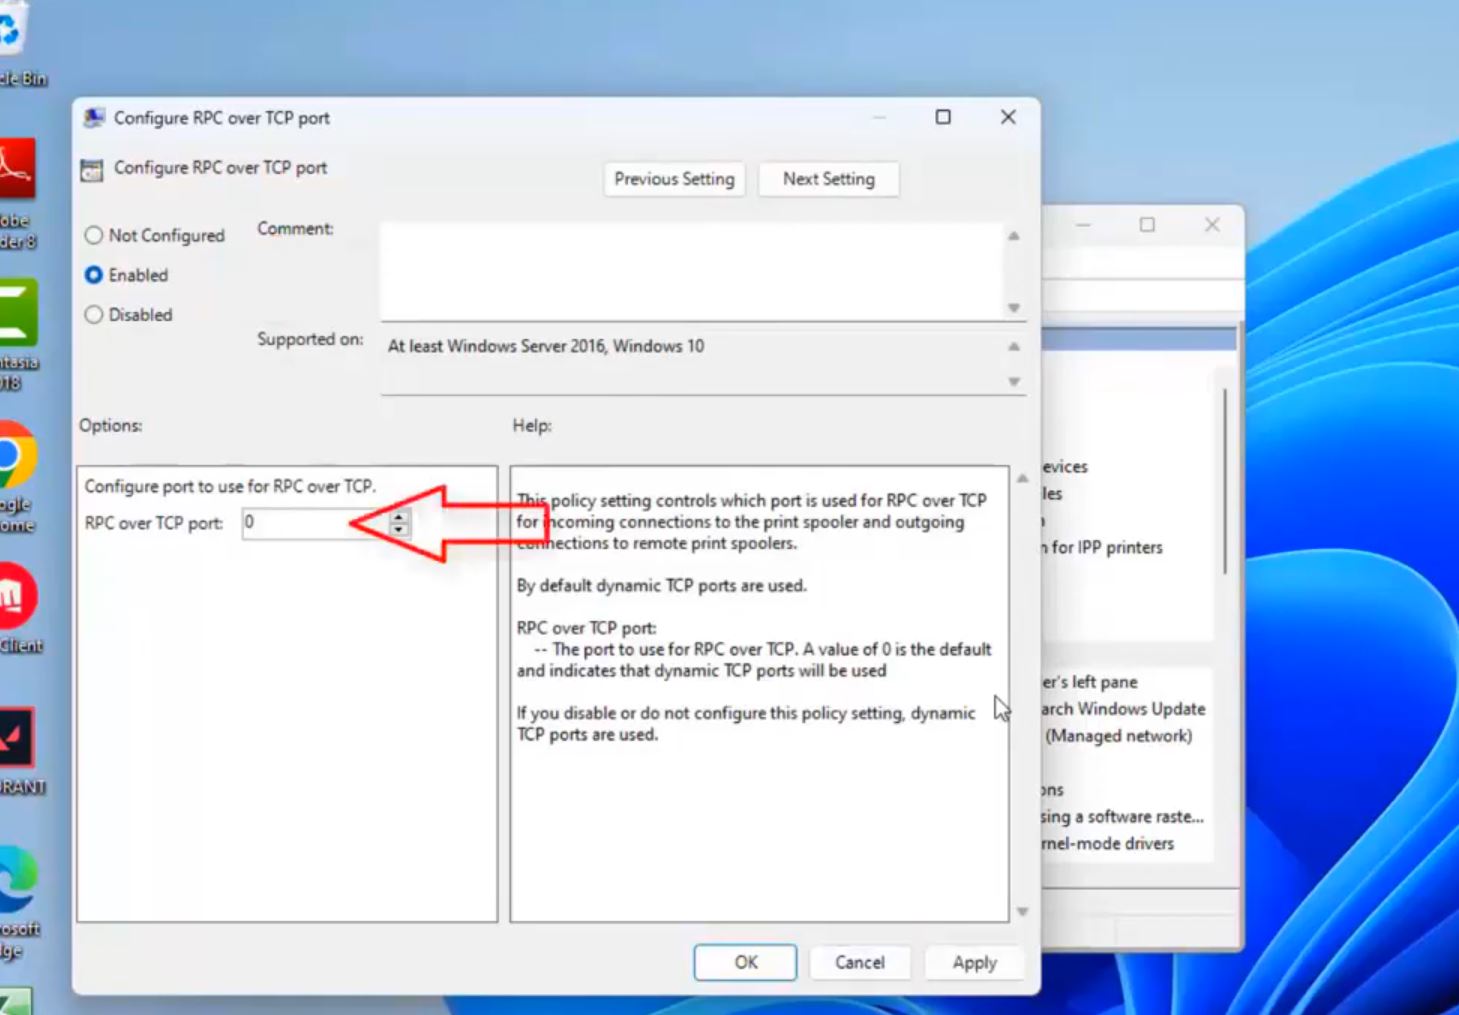 Bin
Configure RPC over TCP port
Configure RPC over TCP port
Previous Setting
Next Setting
Not Configured
Comment:
Enabled
Disabled
Supported on:
At least Windows Server 2016, Windows 10
Options:
Help:
Configure port to use for RPC over TCP.
RPC over TCP port: 0
This policy setting controls which port is used for RPC over TCP
for incoming connections to the print spooler and outgoing
connections to remote print spoolers.
By default dynamic TCP ports are used.
RPC over TCP port:
-- The port to use for RPC over TCP. A value of 0 is the default
and indicates that dynamic TCP ports will be used
If you disable or do not configure this policy setting, dynamic
TCP ports are used.
OK
Cancel
Apply
evices
les
n for IPP printers
er's left pane
arch Windows Update
(Managed network)
ons
sing a software raste...
rnel-mode drivers
obe
der 8
ntasia
018
ogle
ome
Client
RANT
osoft
dge